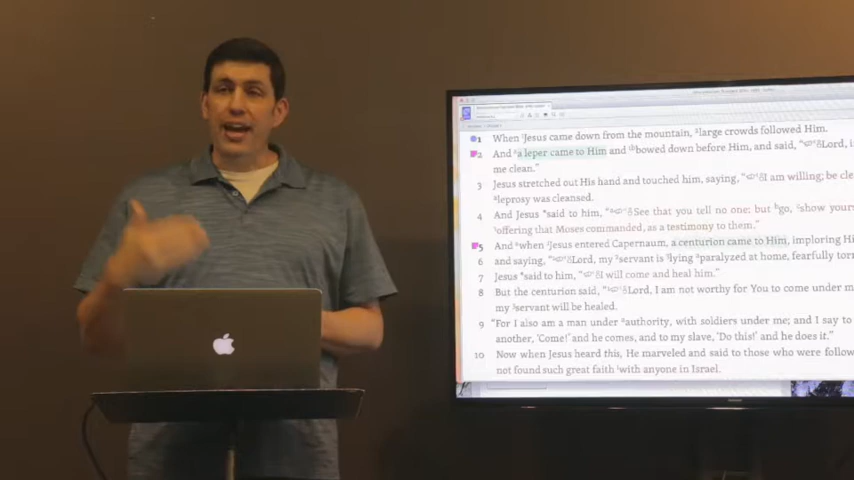 1 When Jesus came down from the mountain, large crowds followed Him.
2 And a leper came to Him and bowed down before Him, and said, "Lord,
me clean."
3 Jesus stretched out His hand and touched him, saying, "I am willing; be
leprosy was cleansed.
4 And Jesus *said to him, "See that you tell no one; but go, show
offering that Moses commanded, as a testimony to them."
5 And when Jesus entered Capernaum, a centurion came to Him, imploring
6 and saying, "Lord, my servant is lying paralyzed at home, fearfully
7 Jesus *said to him, "I will come and heal him."
8 But the centurion said, "Lord, I am not worthy for You to come under
my servant will be healed.
9 "For I also am a man under authority, with soldiers under me; and I say to
another, 'Come!' and he comes, and to my slave, 'Do this!' and he does it."
10 Now when Jesus heard this, He marveled and said to those who were
not found such great faith with anyone in Israel.